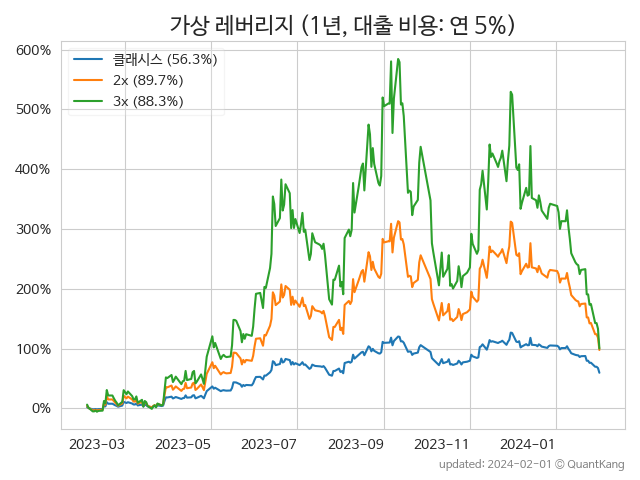 가상 레버리지 (1년, 대출 비용: 연 5%)
600%
500%
400%
300%
200%
100%
0%
클래시스 (56.3%)
2x (89.7%)
3x (88.3%)
2023-03
2023-05
2023-07
2023-09
2023-11
2024-01
updated: 2024-02-01 © QuantKang